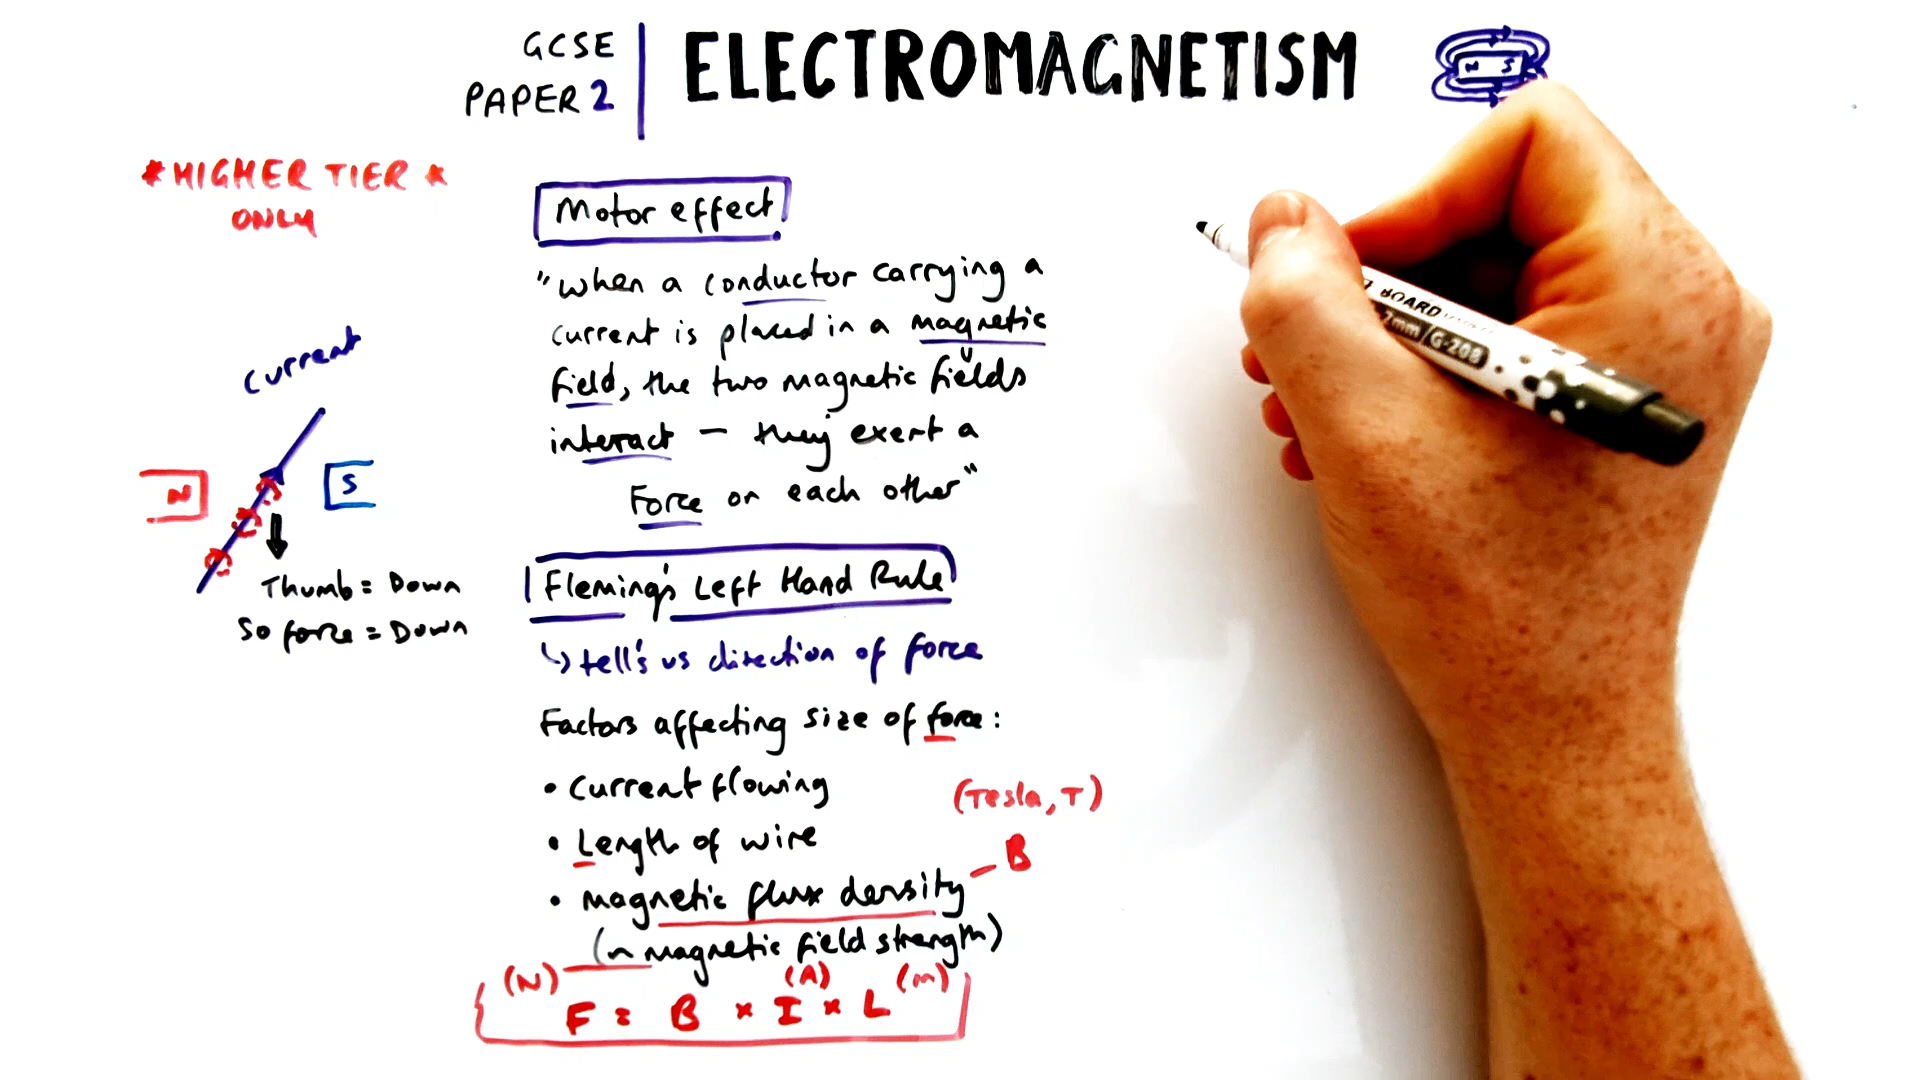 GCSE
PAPER 2
ELECTROMAGNETISM
N S
* HIGHER TIER *
ONLY
Motor effect
"when a conductor carrying a
current is placed in a magnetic
field, the two magnetic fields
interact – they exert a
Force on each other"
Current
N
S
Thumb = Down
So force = Down
Fleming's Left Hand Rule
↳ tell's us direction of force
Factors affecting size of force:
• Current flowing
• Length of wire
• magnetic flux density – B
(Tesla, T)
(~ magnetic field strength)
(N) (A) (m)
F = B × I × L
BOARD
2mm G-208